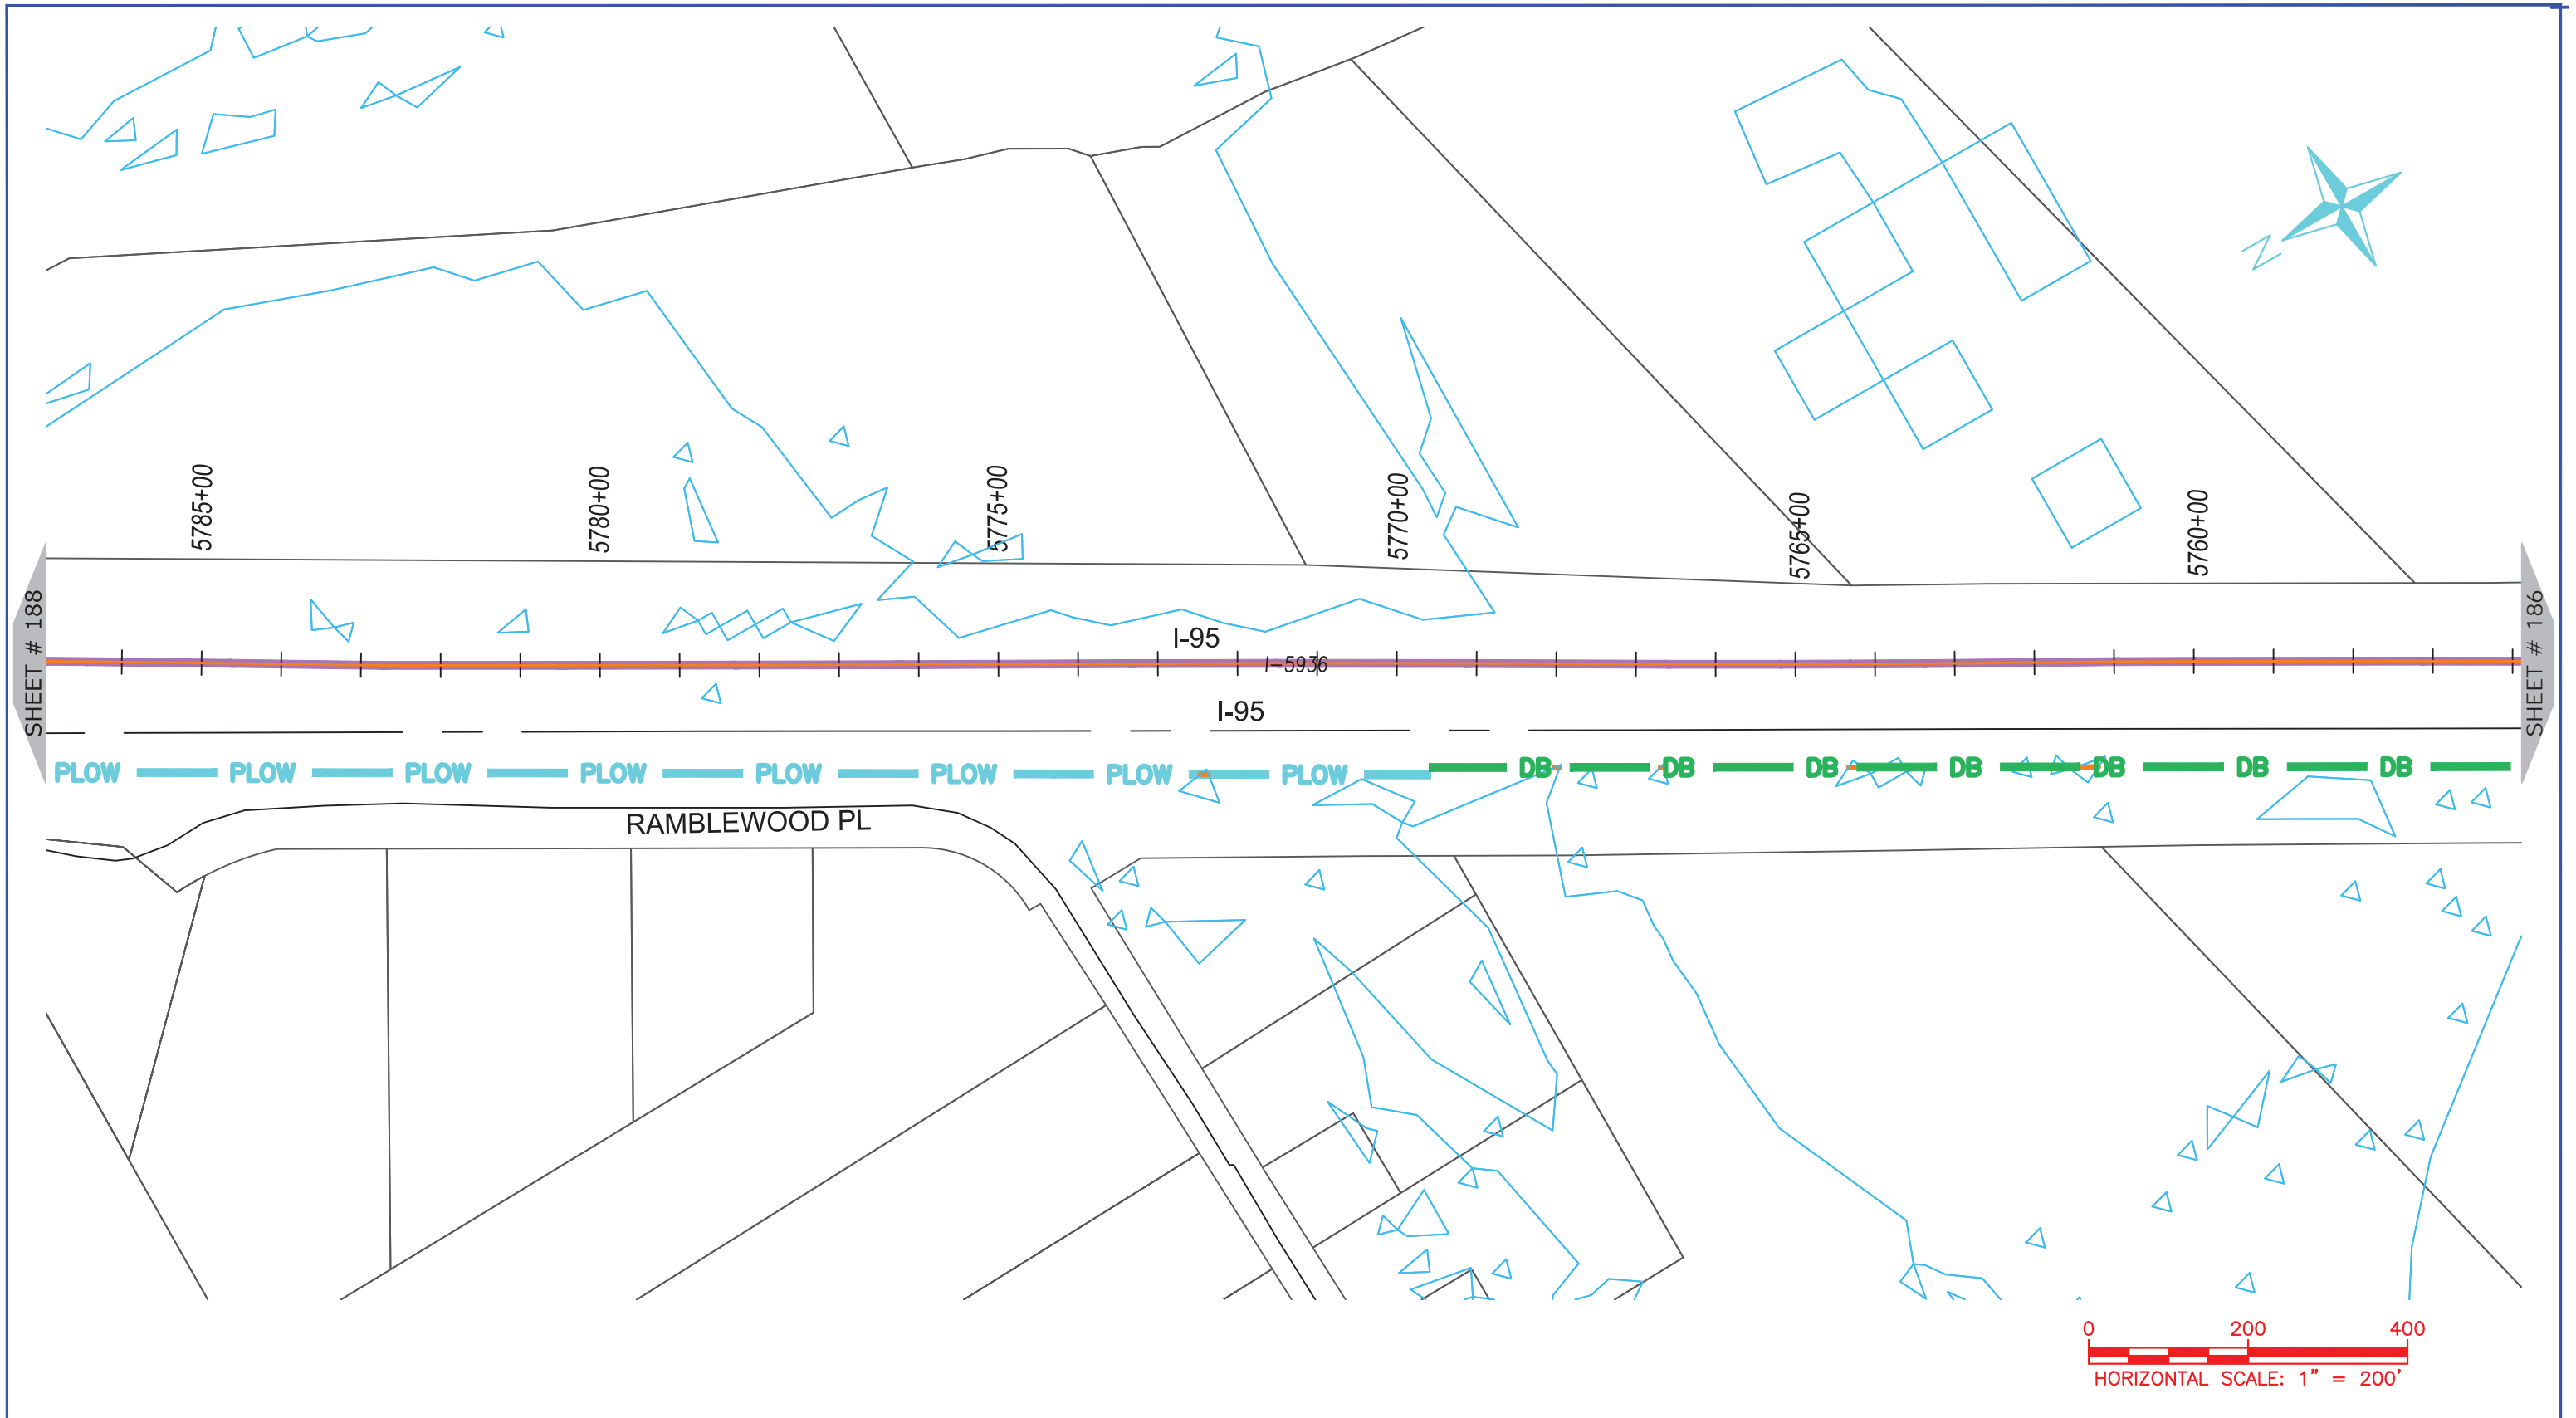 N
5785+00
5780+00
5775+00
5770+00
5765+00
5760+00
SHEET # 188
SHEET # 186
I-95
I-5936
I-95
PLOW PLOW PLOW PLOW PLOW PLOW PLOW PLOW DB DB DB DB DB DB DB
RAMBLEWOOD PL
0 200 400
HORIZONTAL SCALE: 1" = 200'